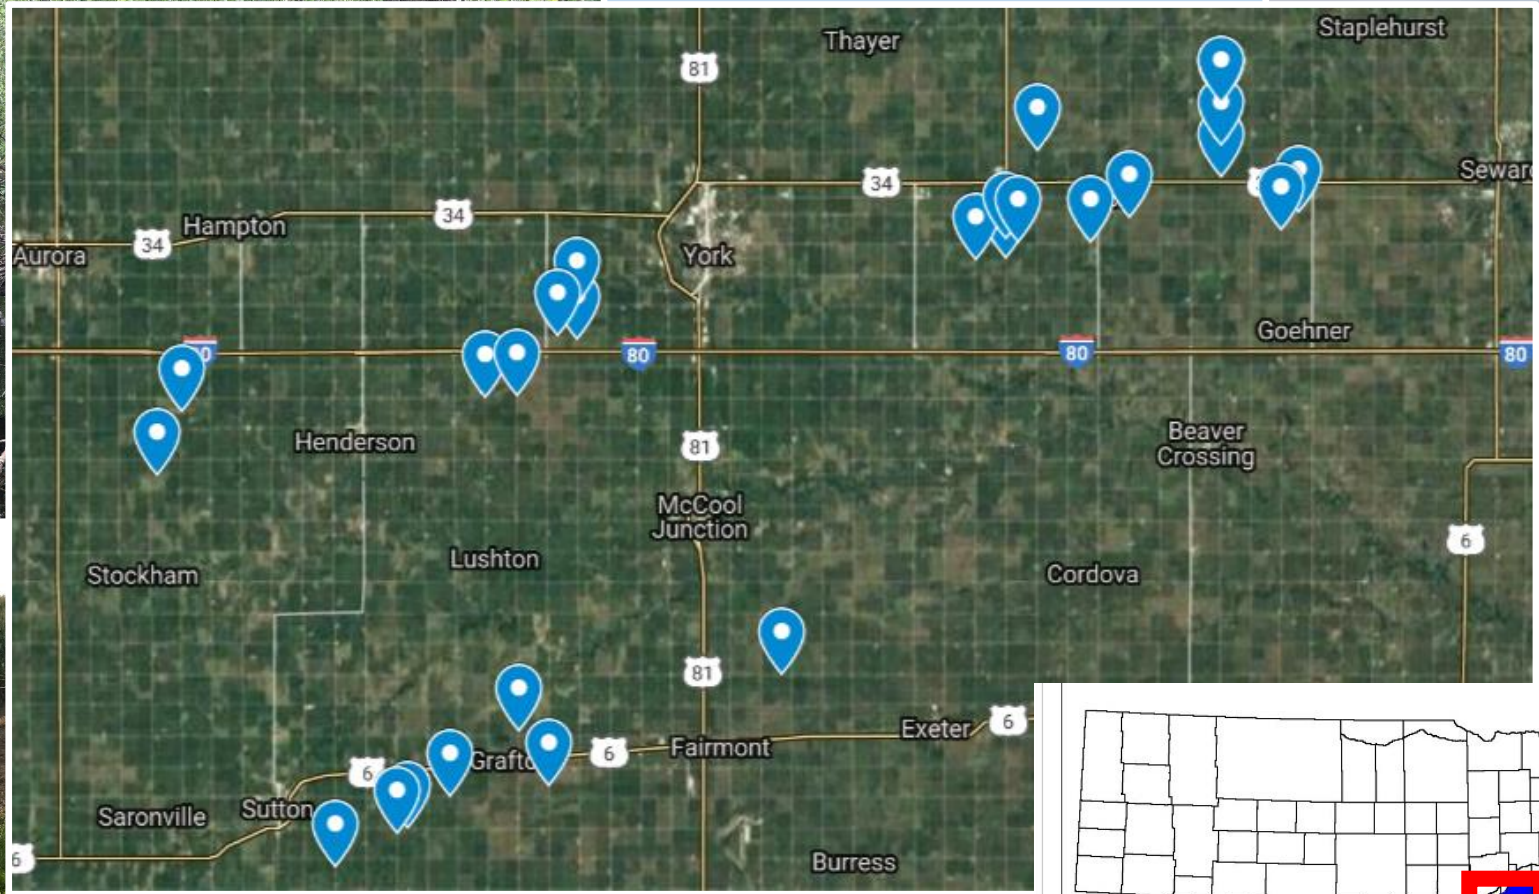 Staplehurst
Thayer
81
Seward
34
Hampton
34
34
Aurora
York
Goehner
80
80
80
Henderson
81
Beaver
Crossing
McCool
Junction
6
Lushton
Stockham
Cordova
81
Exeter
6
Fairmont
6
6
Saronville
Sutton
6
Burress